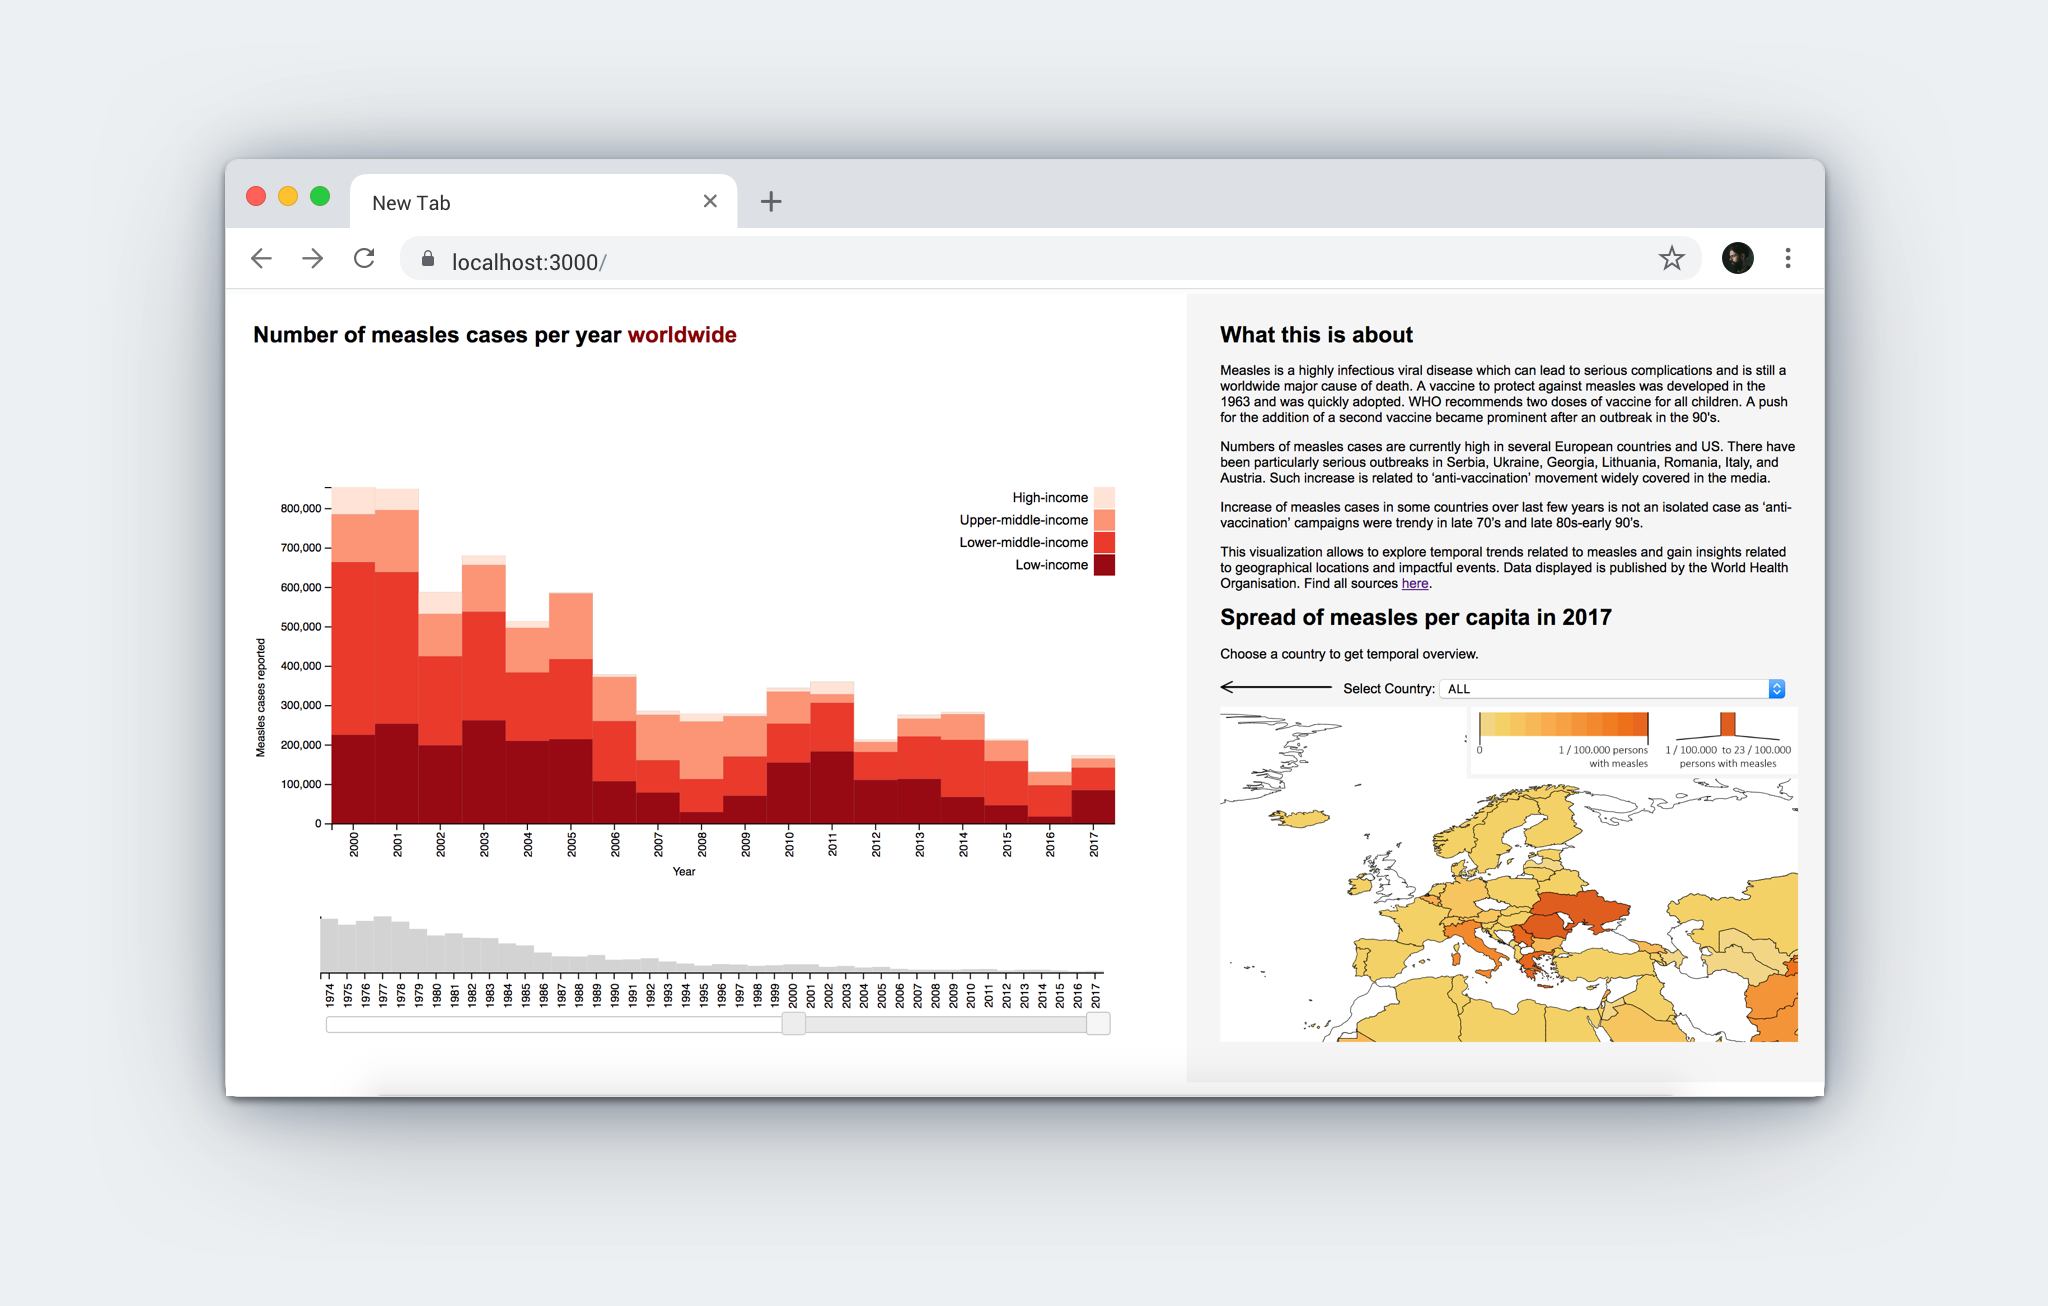 New Tab
localhost:3000/
Number of measles cases per year worldwide
High-income
Upper-middle-income
Lower-middle-income
Low-income
800,000
700,000
600,000
500,000
400,000
300,000
200,000
100,000
0
Measles cases reported
2000 2001 2002 2003 2004 2005 2006 2007 2008 2009 2010 2011 2012 2013 2014 2015 2016 2017
Year
1974 1975 1976 1977 1978 1979 1980 1981 1982 1983 1984 1985 1986 1987 1988 1989 1990 1991 1992 1993 1994 1995 1996 1997 1998 1999 2000 2001 2002 2003 2004 2005 2006 2007 2008 2009 2010 2011 2012 2013 2014 2015 2016 2017
What this is about
Measles is a highly infectious viral disease which can lead to serious complications and is still a
worldwide major cause of death. A vaccine to protect against measles was developed in the
1963 and was quickly adopted. WHO recommends two doses of vaccine for all children. A push
for the addition of a second vaccine became prominent after an outbreak in the 90's.
Numbers of measles cases are currently high in several European countries and US. There have
been particularly serious outbreaks in Serbia, Ukraine, Georgia, Lithuania, Romania, Italy, and
Austria. Such increase is related to ‘anti-vaccination’ movement widely covered in the media.
Increase of measles cases in some countries over last few years is not an isolated case as ‘anti-
vaccination’ campaigns were trendy in late 70’s and late 80s-early 90’s.
This visualization allows to explore temporal trends related to measles and gain insights related
to geographical locations and impactful events. Data displayed is published by the World Health
Organisation. Find all sources here.
Spread of measles per capita in 2017
Choose a country to get temporal overview.
Select Country: ALL
0
1 / 100.000 persons
with measles
1 / 100.000 to 23 / 100.000
persons with measles